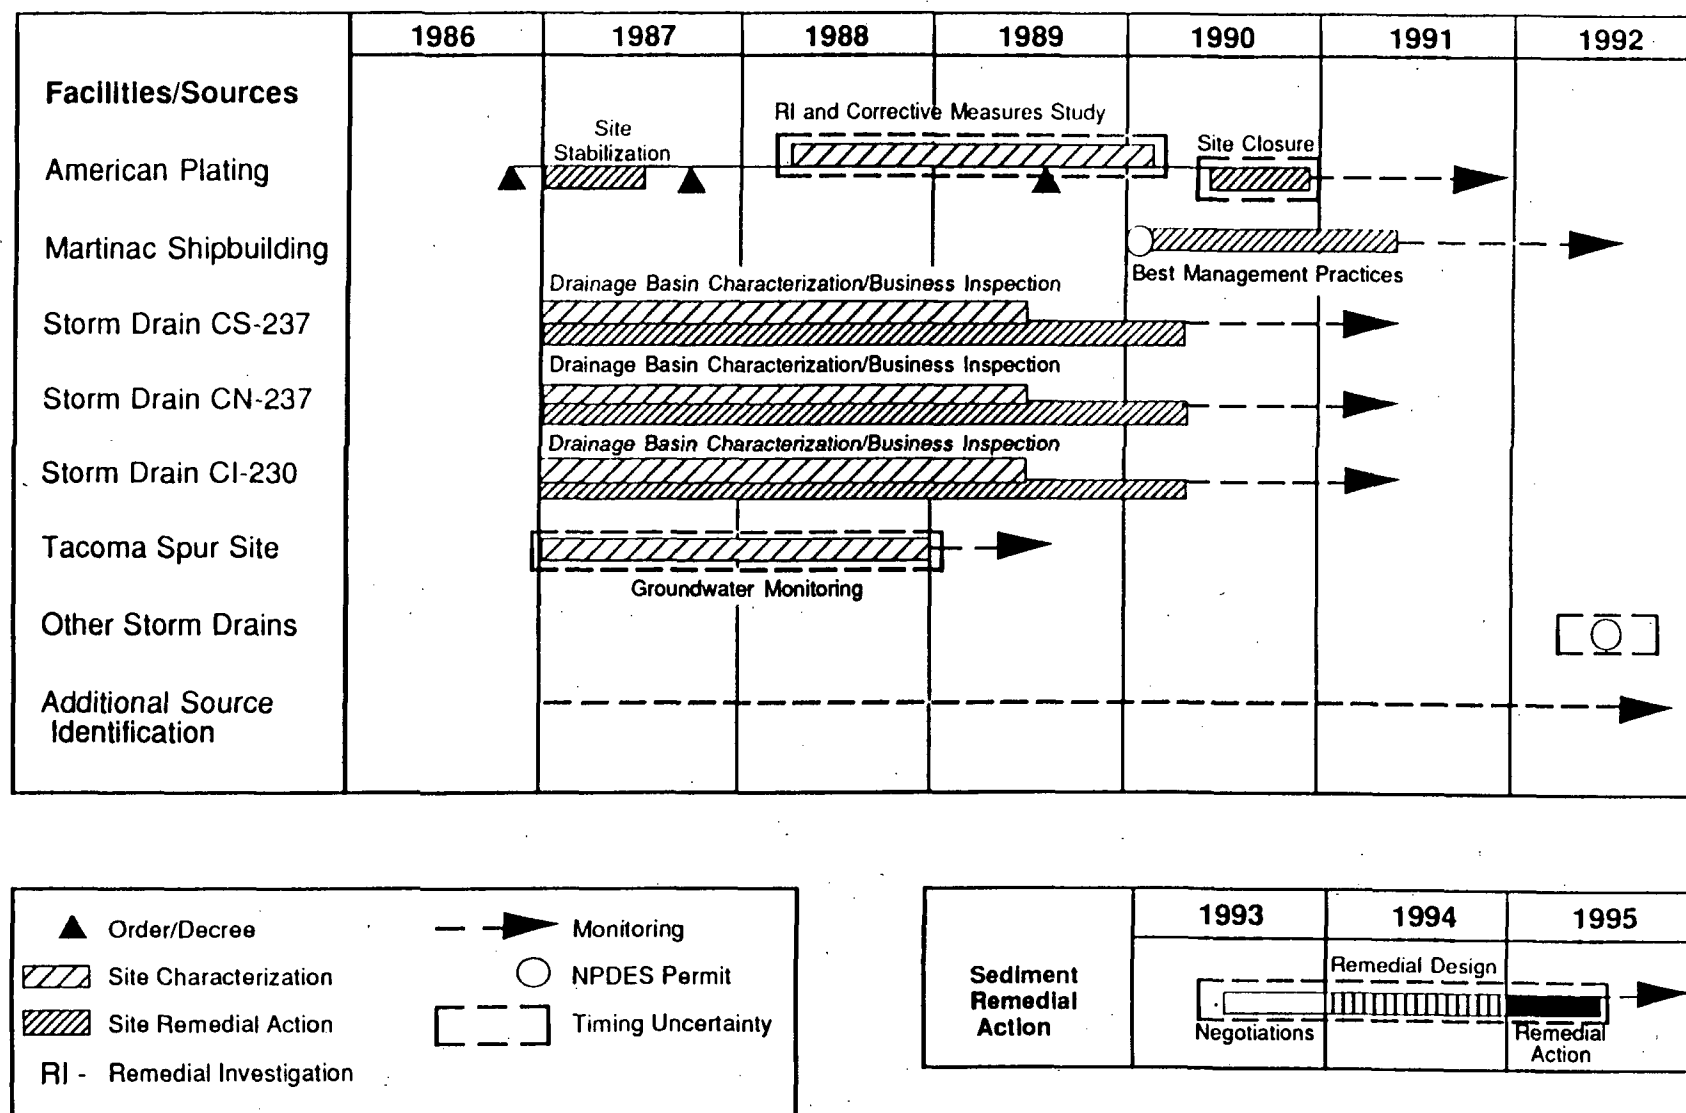 1986 1987 1988 1989 1990 1991 1992
Facilities/Sources
RI and Corrective Measures Study
Site
Stabilization
Site Closure
American Plating
Martinac Shipbuilding
Best Management Practices
Drainage Basin Characterization/Business Inspection
Storm Drain CS-237
Drainage Basin Characterization/Business Inspection
Storm Drain CN-237
Drainage Basin Characterization/Business Inspection
Storm Drain CI-230
Tacoma Spur Site
Groundwater Monitoring
Other Storm Drains
Additional Source
Identification
Order/Decree
Monitoring
Site Characterization
NPDES Permit
Site Remedial Action
Timing Uncertainty
RI - Remedial Investigation
1993 1994 1995
Sediment
Remedial
Action
Remedial Design
Negotiations
Remedial
Action